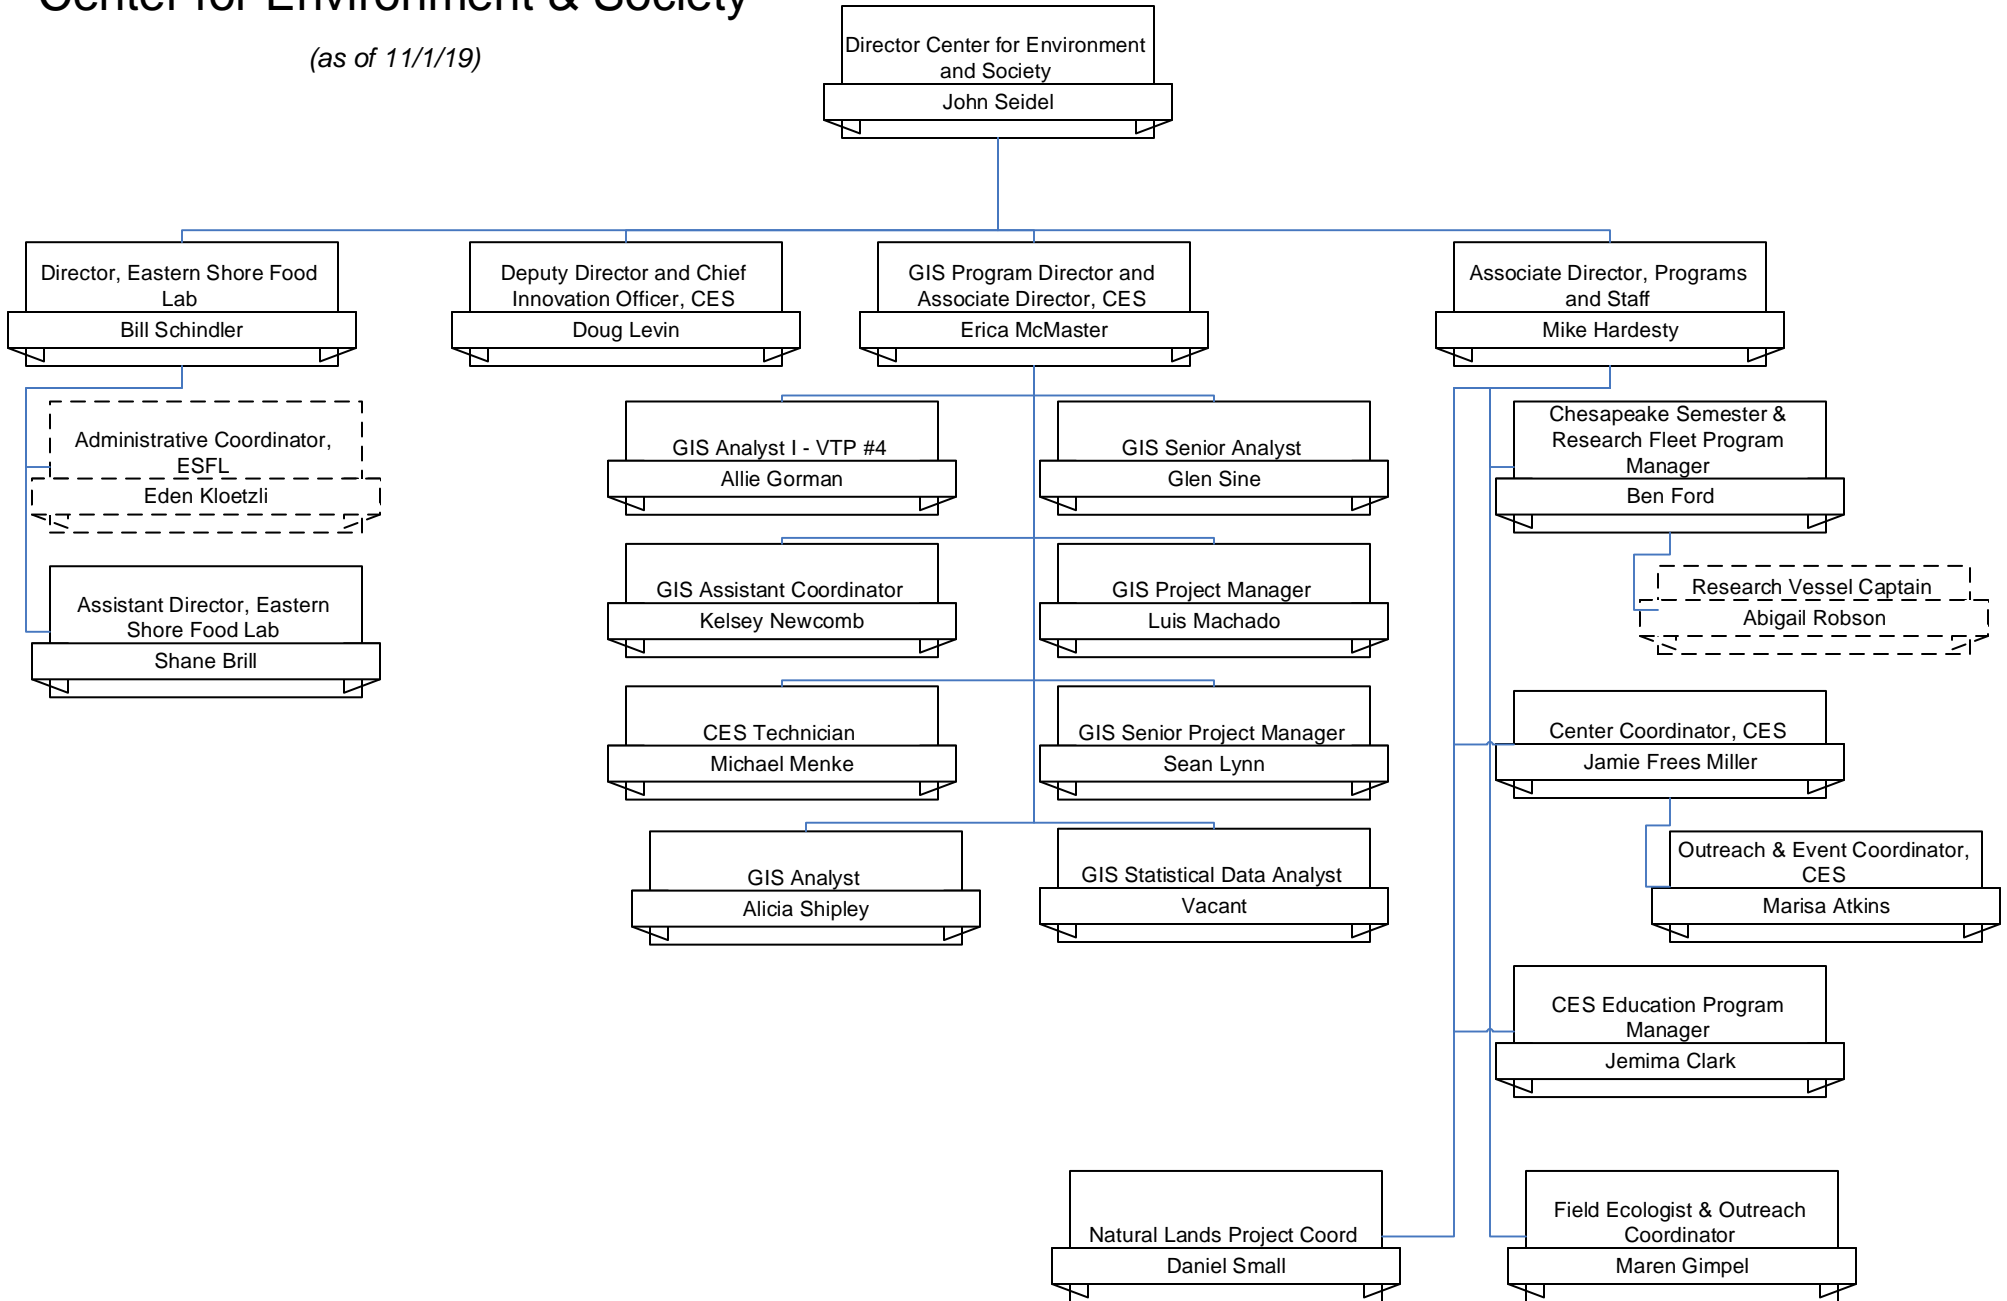 Center for Environment & Society
(as of 11/1/19)
Director Center for Environment
and Society
John Seidel
Director, Eastern Shore Food
Lab
Bill Schindler
Deputy Director and Chief
Innovation Officer, CES
Doug Levin
GIS Program Director and
Associate Director, CES
Erica McMaster
Associate Director, Programs
and Staff
Mike Hardesty
Administrative Coordinator,
ESFL
Eden Kloetzli
Assistant Director, Eastern
Shore Food Lab
Shane Brill
GIS Analyst I - VTP #4
Allie Gorman
GIS Senior Analyst
Glen Sine
GIS Assistant Coordinator
Kelsey Newcomb
GIS Project Manager
Luis Machado
CES Technician
Michael Menke
GIS Senior Project Manager
Sean Lynn
GIS Analyst
Alicia Shipley
GIS Statistical Data Analyst
Vacant
Chesapeake Semester &
Research Fleet Program
Manager
Ben Ford
Research Vessel Captain
Abigail Robson
Center Coordinator, CES
Jamie Frees Miller
Outreach & Event Coordinator,
CES
Marisa Atkins
CES Education Program
Manager
Jemima Clark
Natural Lands Project Coord
Daniel Small
Field Ecologist & Outreach
Coordinator
Maren Gimpel